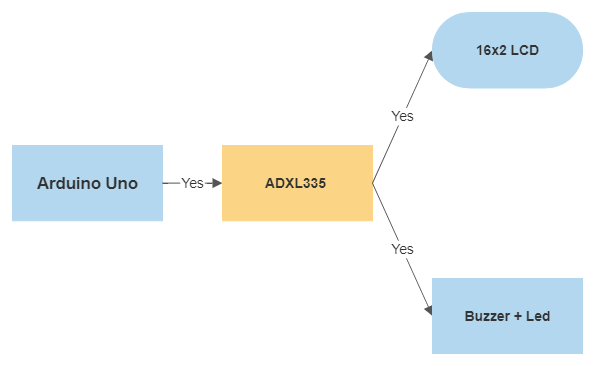 16x2 LCD
Yes
Arduino Uno
Yes
ADXL335
Yes
Buzzer + Led